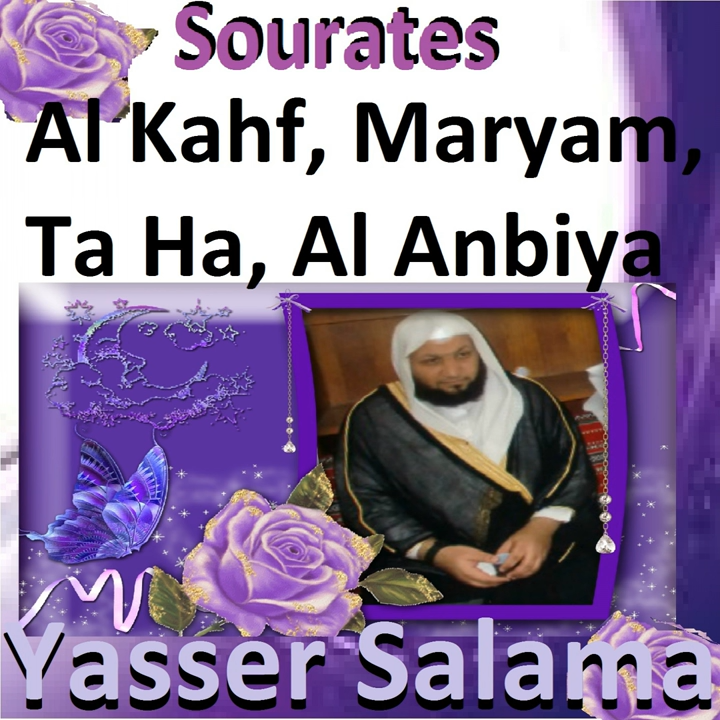 Sourates
Al Kahf, Maryam,
Ta Ha, Al Anbiya
Yasser Salama